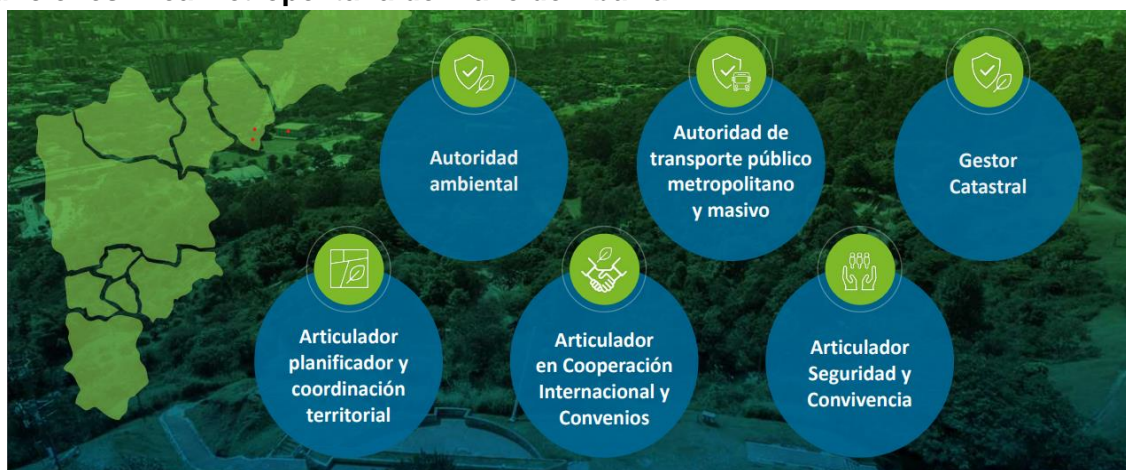 Autoridad
ambiental
Autoridad de
transporte público
metropolitano
y masivo
Gestor
Catastral
Articulador
planificador y
coordinación
territorial
Articulador
en Cooperación
Internacional y
Convenios
Articulador
Seguridad y
Convivencia